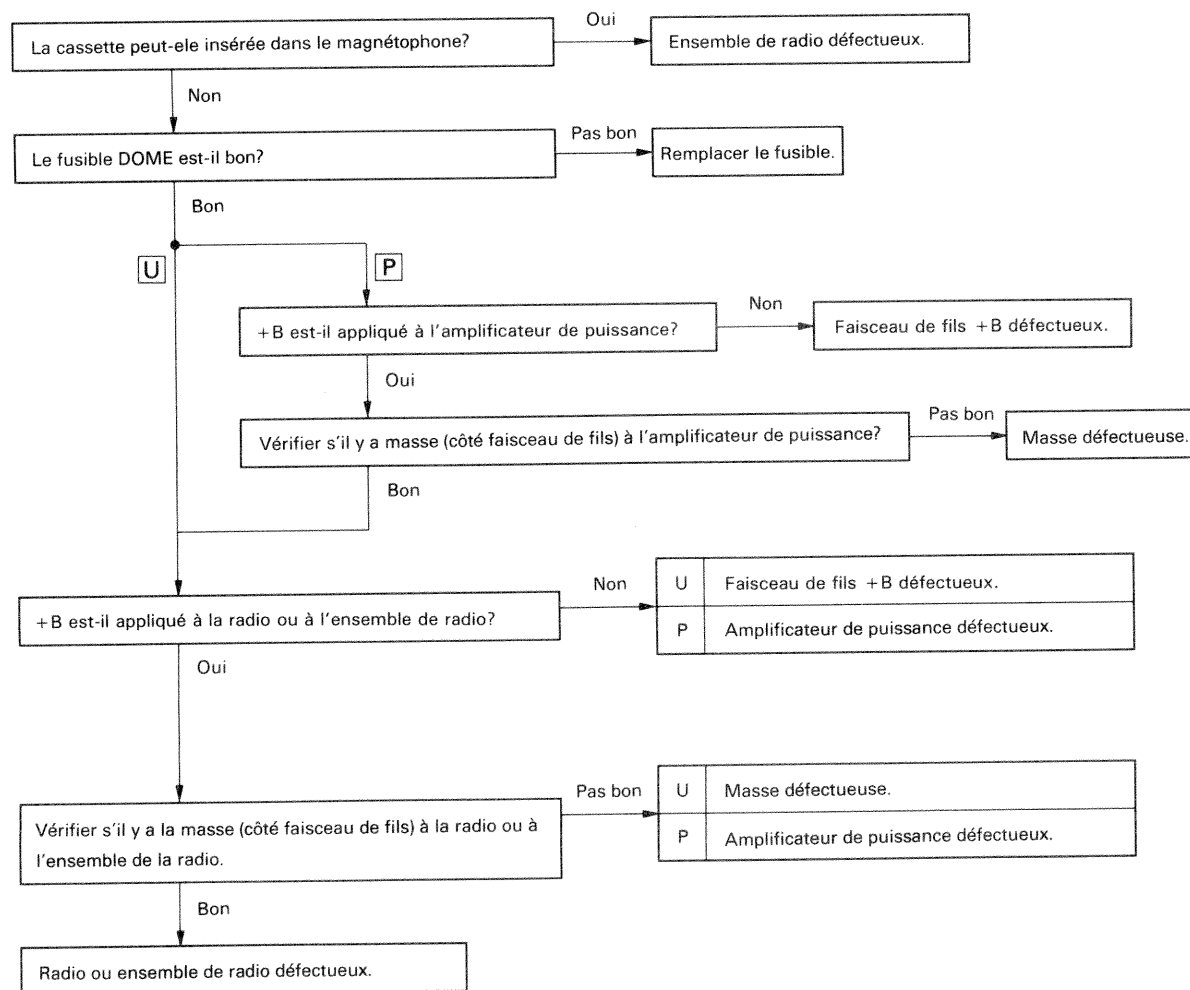 La cassette peut-ele insérée dans le magnétophone?
Oui
Ensemble de radio défectueux.
Non
Le fusible DOME est-il bon?
Pas bon
Remplacer le fusible.
Bon
U
P
+B est-il appliqué à l'amplificateur de puissance?
Non
Faisceau de fils +B défectueux.
Oui
Vérifier s'il y a masse (côté faisceau de fils) à l'amplificateur de puissance?
Pas bon
Masse défectueuse.
Bon
+B est-il appliqué à la radio ou à l'ensemble de radio?
Non
U Faisceau de fils +B défectueux.
P Amplificateur de puissance défectueux.
Oui
Vérifier s'il y a la masse (côté faisceau de fils) à la radio ou à
l'ensemble de la radio.
Pas bon
U Masse défectueuse.
P Amplificateur de puissance défectueux.
Bon
Radio ou ensemble de radio défectueux.